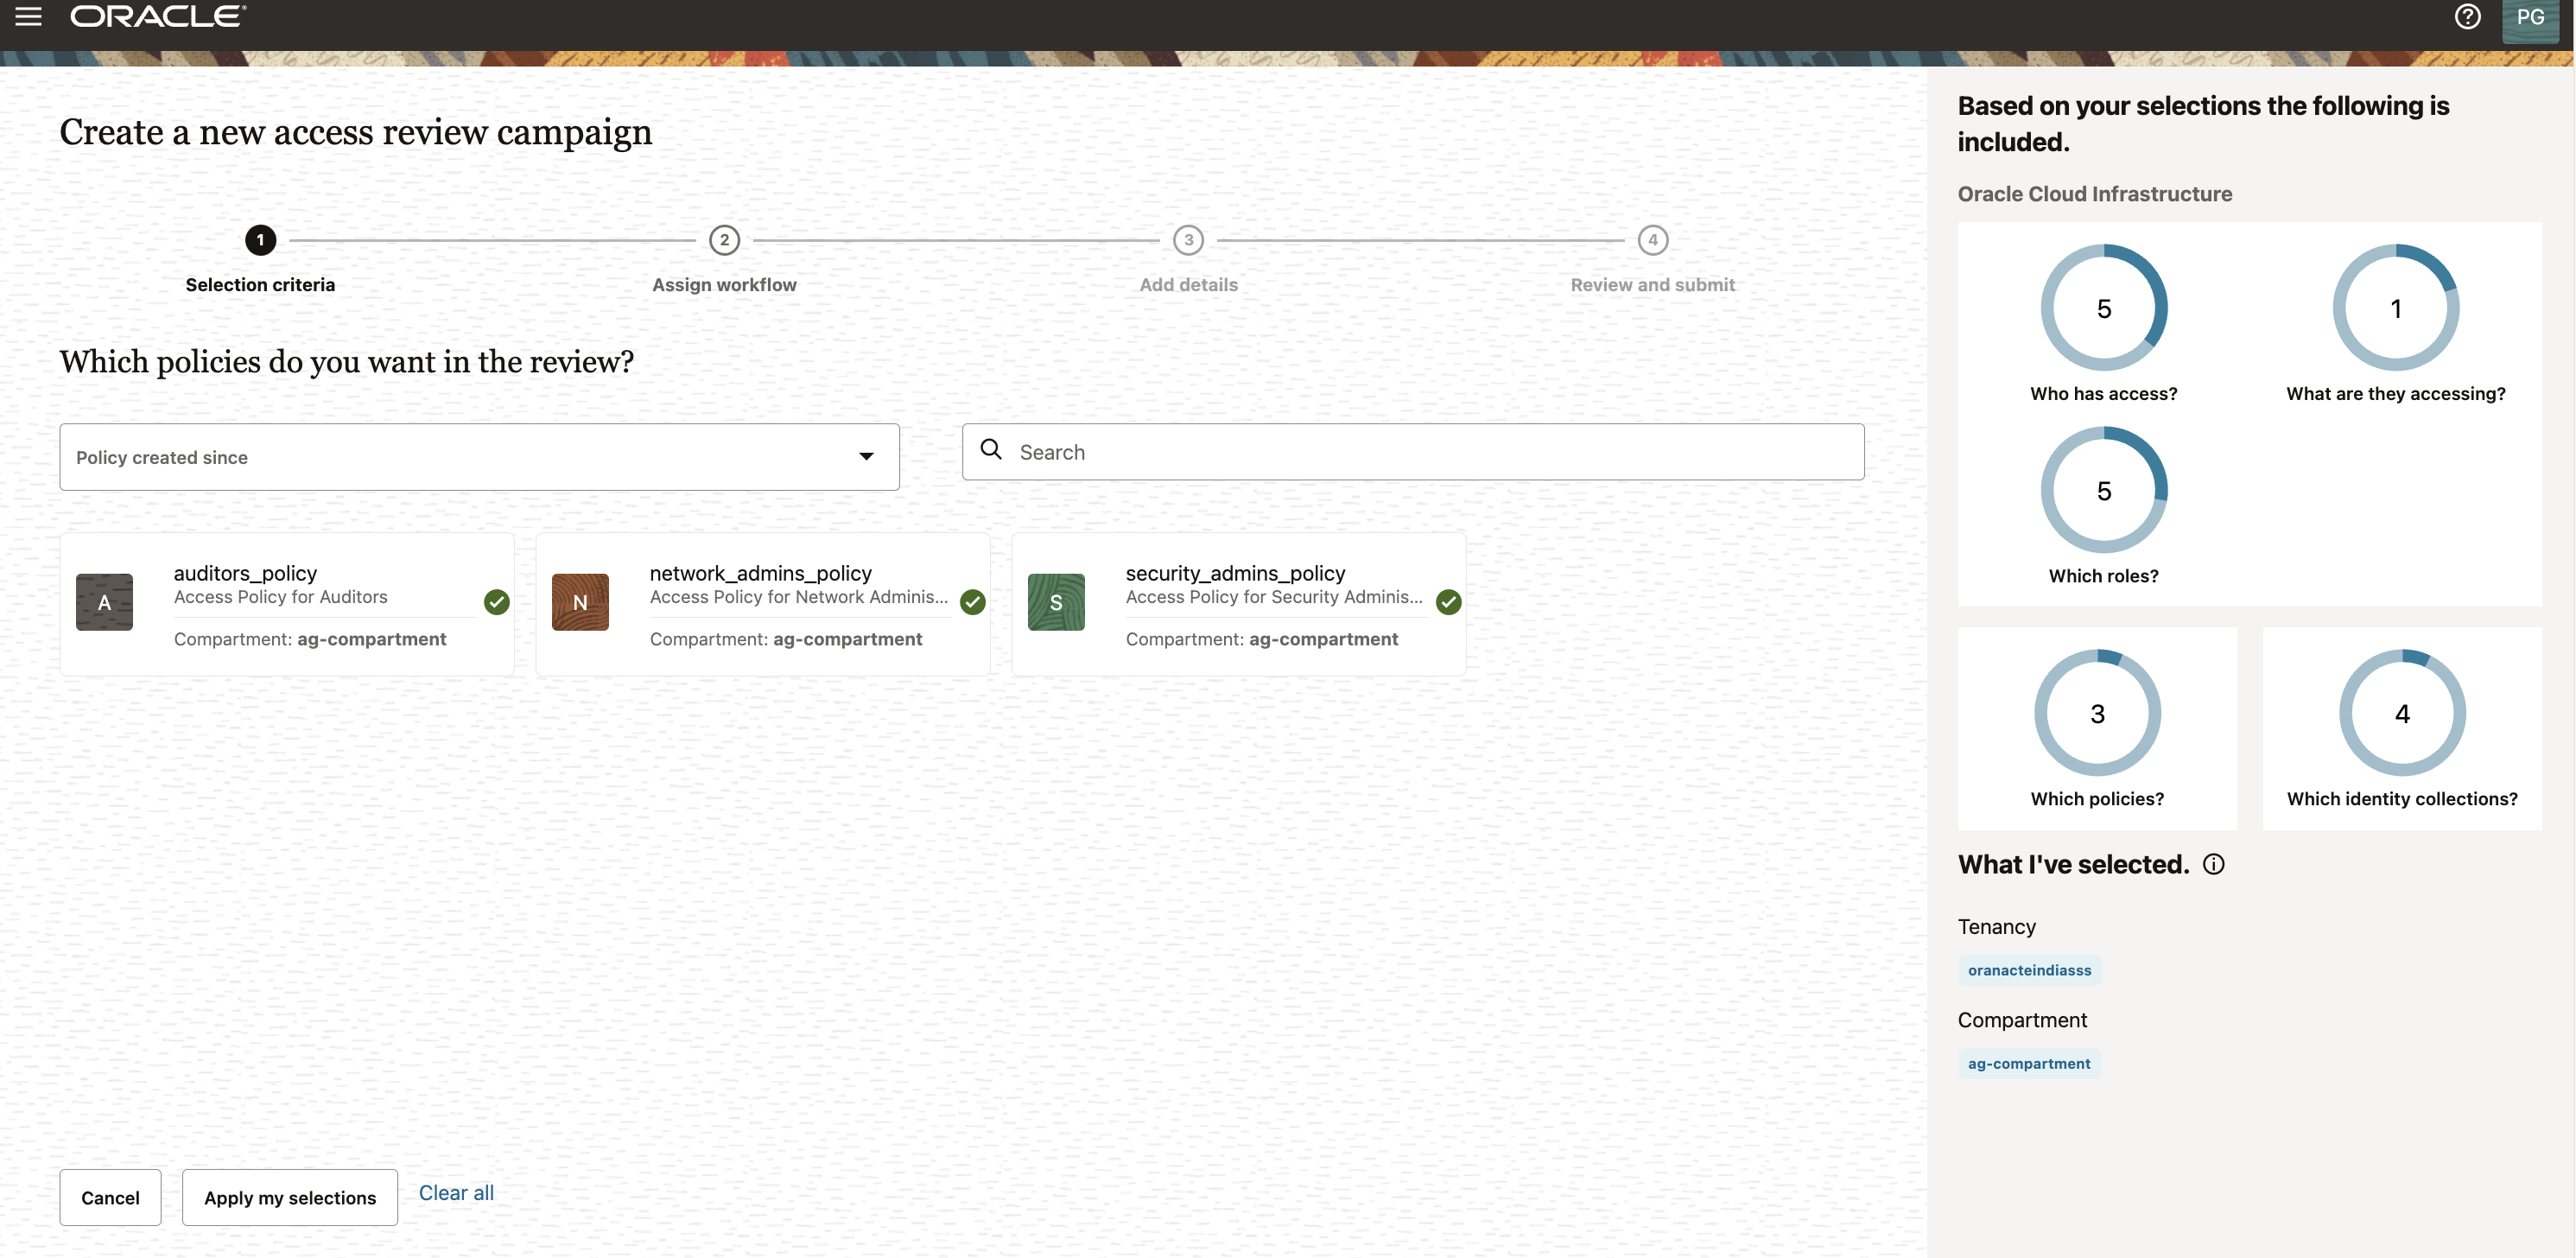 ORACLE
PG
Create a new access review campaign
1
2
3
4
Selection criteria
Assign workflow
Add details
Review and submit
Which policies do you want in the review?
Policy created since
Search
A
auditors_policy
Access Policy for Auditors
Compartment: ag-compartment
N
network_admins_policy
Access Policy for Network Adminis...
Compartment: ag-compartment
S
security_admins_policy
Access Policy for Security Adminis...
Compartment: ag-compartment
Cancel
Apply my selections
Clear all
Based on your selections the following is
included.
Oracle Cloud Infrastructure
5
Who has access?
1
What are they accessing?
5
Which roles?
3
Which policies?
4
Which identity collections?
What I've selected.
Tenancy
oranacteindiasss
Compartment
ag-compartment